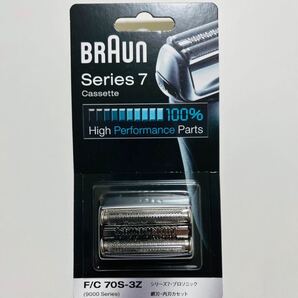 BRAUN
Series 7
Cassette
100%
High Performance Parts
F/C 70S-3Z
(9000 Series)
シリーズ7・プロソニック
網刃・内刃カセット